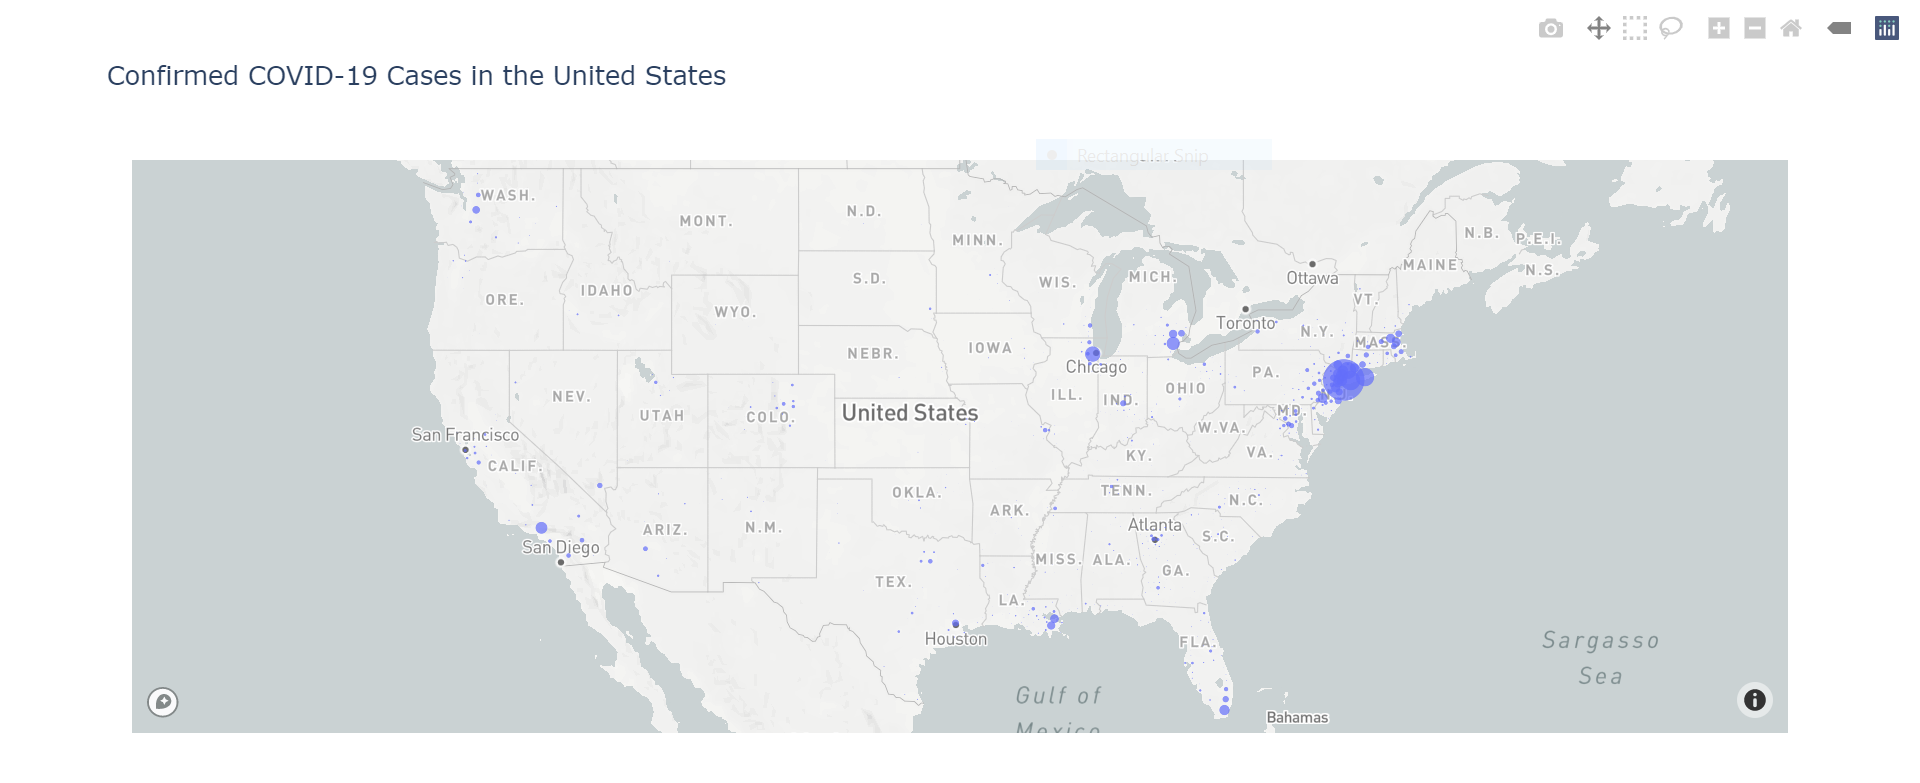 Confirmed COVID-19 Cases in the United States
Rectangular Snip
WASH.
MONT.
N.D.
MINN.
N.B.
P.E.I.
MAINE
N.S.
ORE.
IDAHO
S.D.
WIS.
MICH.
Ottawa
WYO.
VT.
Toronto
N.Y.
NEBR.
IOWA
Chicago
PA.
NEV.
UTAH
COLO.
United States
ILL.
IND.
OHIO
MD.
San Francisco
CALIF.
KY.
W.VA.
VA.
OKLA.
TENN.
N.C.
ARIZ.
N.M.
ARK.
Atlanta
S.C.
San Diego
MISS.
ALA.
GA.
TEX.
LA.
Houston
FLA.
Sargasso
Sea
Gulf of
Mexico
Bahamas